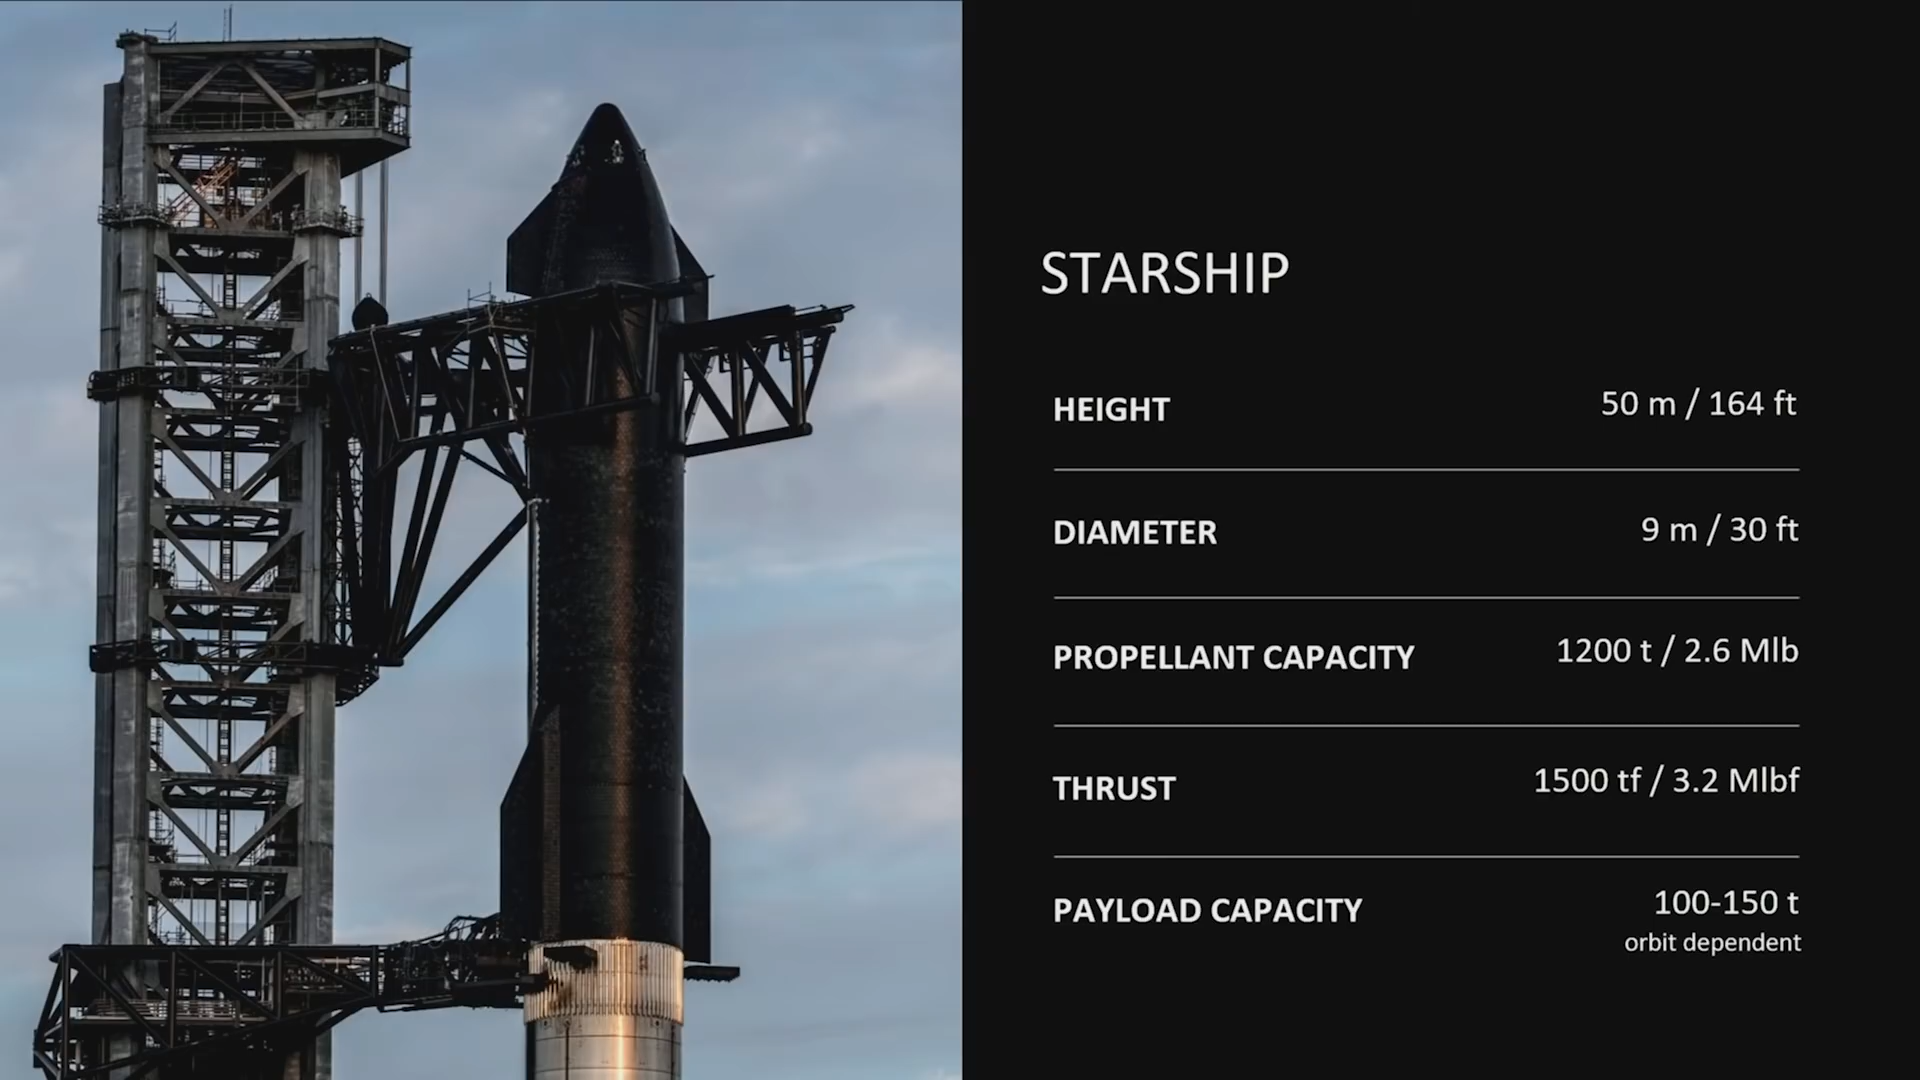 STARSHIP
HEIGHT 50 m / 164 ft
DIAMETER 9 m / 30 ft
PROPELLANT CAPACITY 1200 t / 2.6 Mlb
THRUST 1500 tf / 3.2 Mlbf
PAYLOAD CAPACITY 100-150 t
orbit dependent